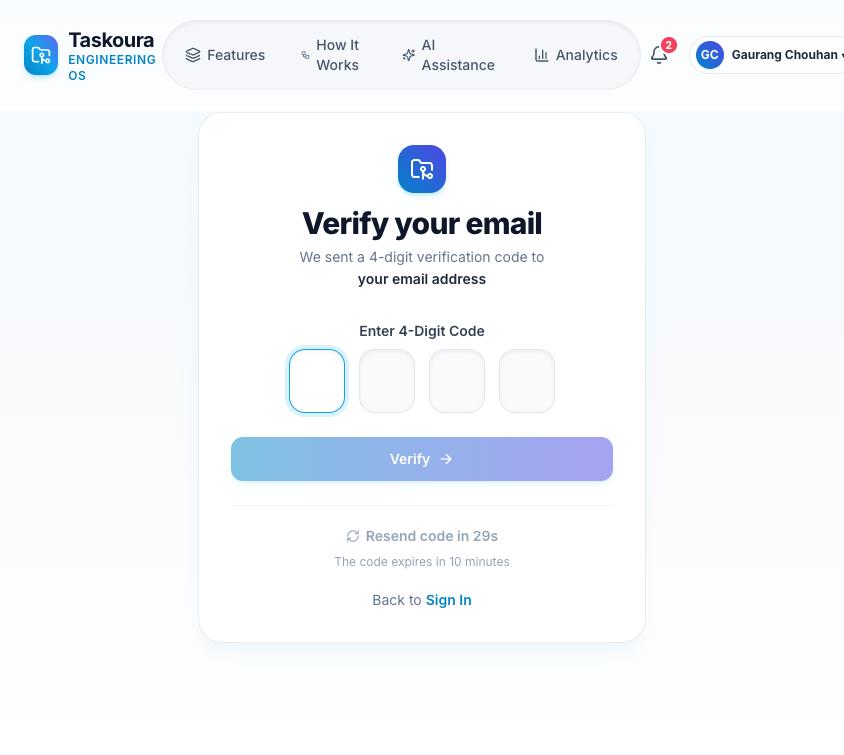 Taskoura
ENGINEERING
OS
Features
How It
Works
AI
Assistance
Analytics
2
GC
Gaurang Chouhan
Verify your email
We sent a 4-digit verification code to
your email address
Enter 4-Digit Code
Verify
Resend code in 29s
The code expires in 10 minutes
Back to Sign In